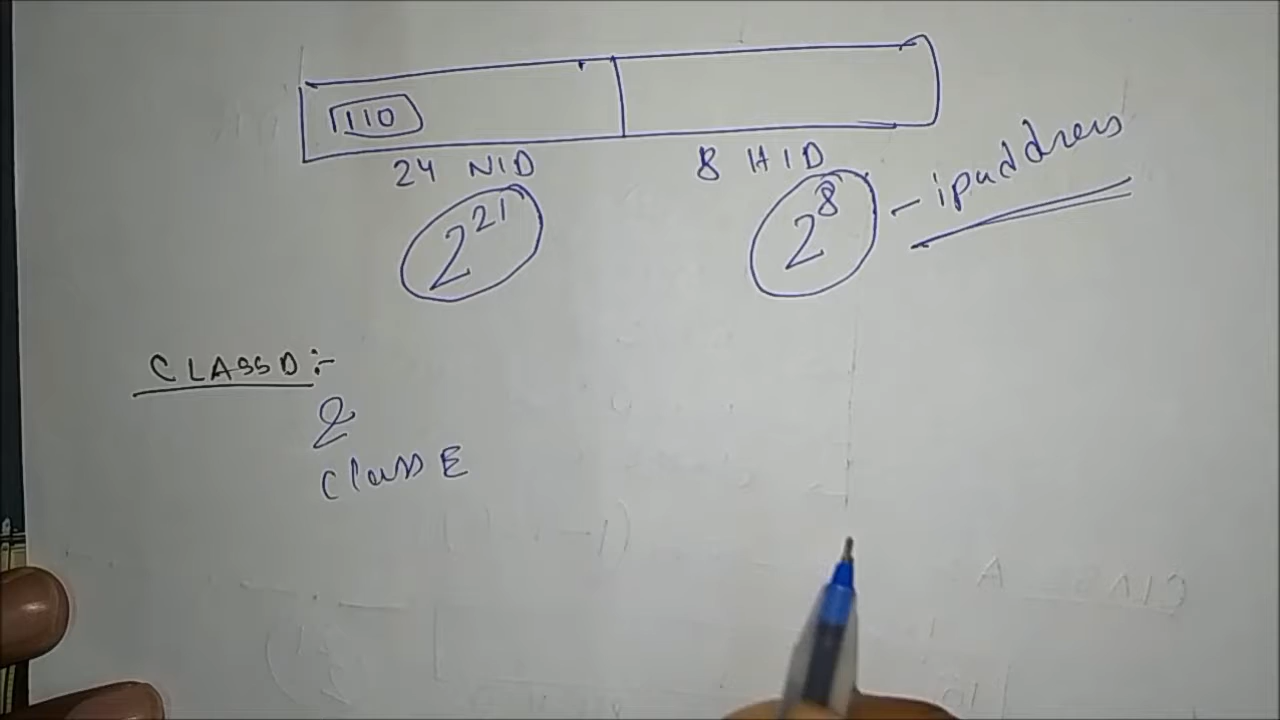 110
24 NID 8 HID
2^21 2^8 - ipaddress
CLASS D :-
&
Class E